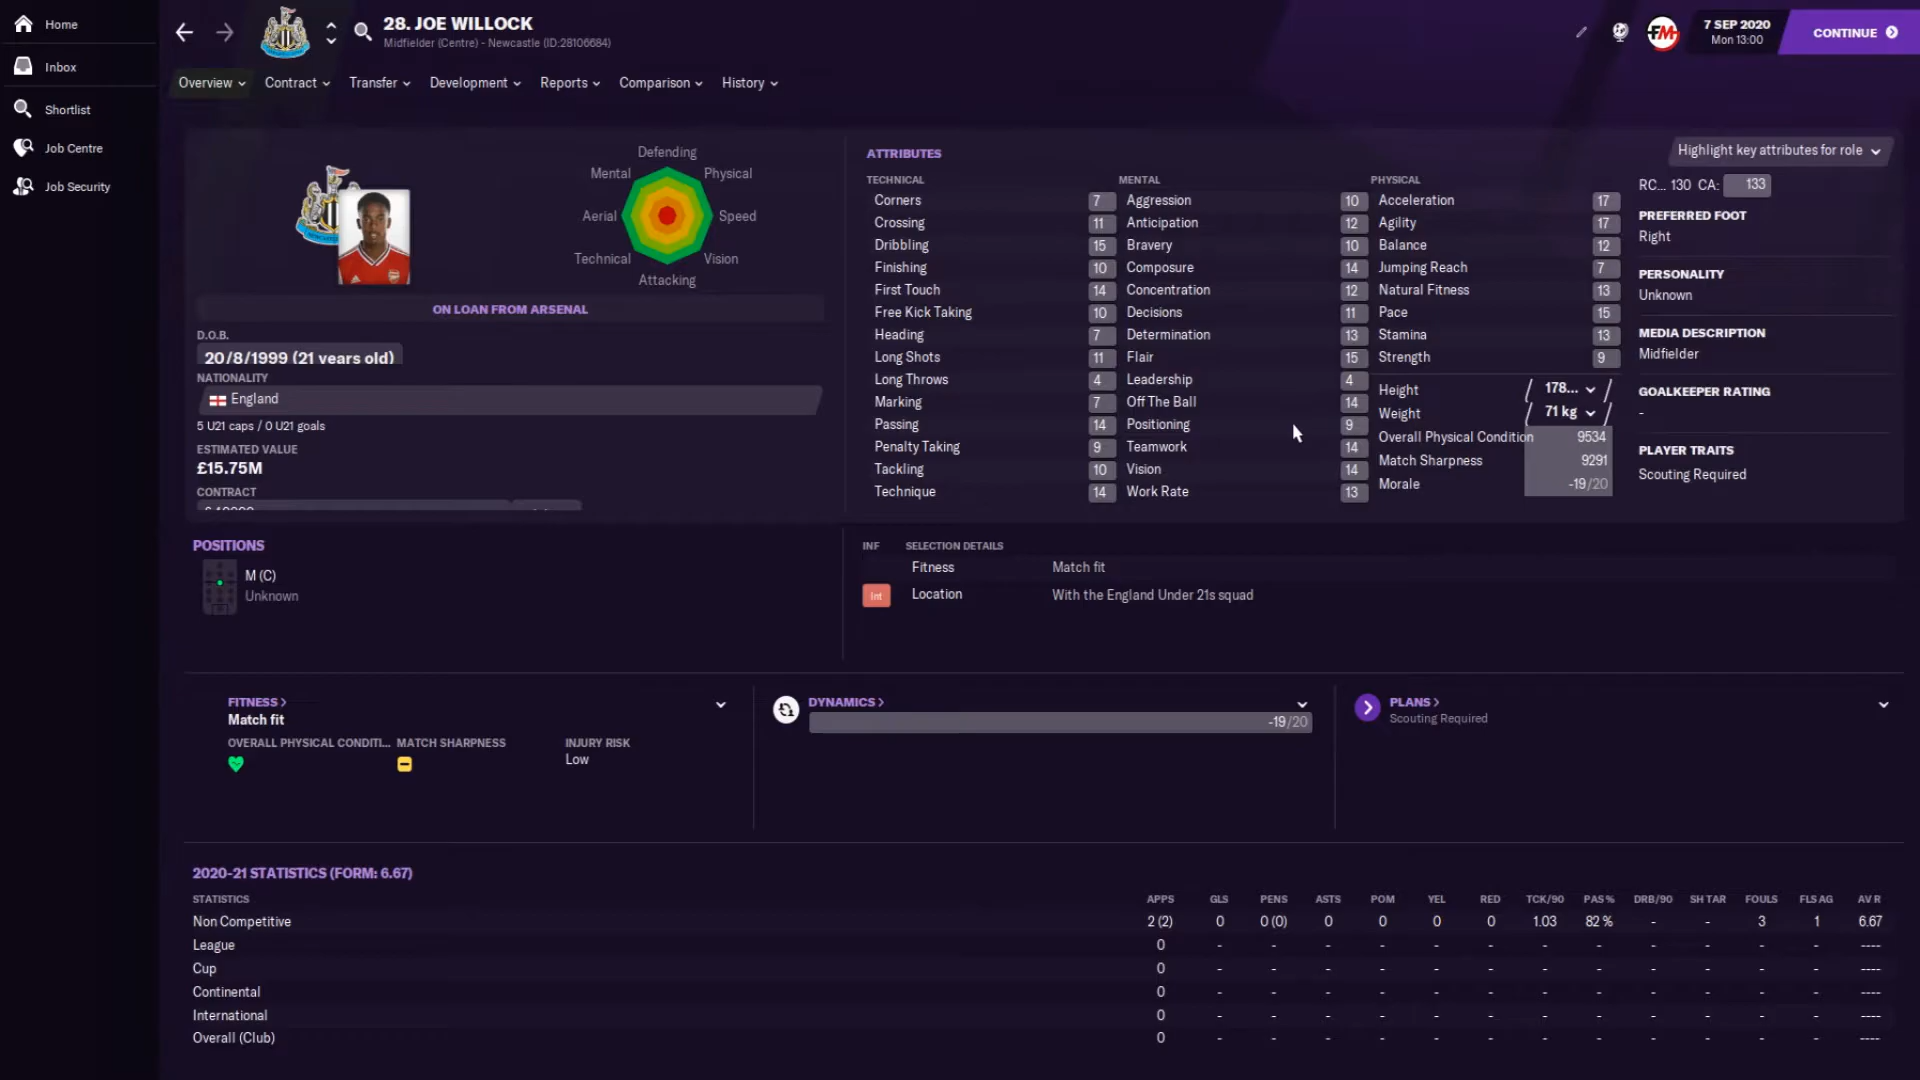 Home
Inbox
Shortlist
Job Centre
Job Security
28. JOE WILLOCK
Midfielder (Centre) - Newcastle (ID:28106684)
FM
7 SEP 2020
Mon 13:00
CONTINUE
Overview Contract Transfer Development Reports Comparison History
Defending
Mental Physical
Aerial Speed
Technical Vision
Attacking
ON LOAN FROM ARSENAL
D.O.B.
20/8/1999 (21 years old)
NATIONALITY
England
5 U21 caps / 0 U21 goals
ESTIMATED VALUE
£15.75M
CONTRACT
ATTRIBUTES
TECHNICAL
Corners 7
Crossing 11
Dribbling 15
Finishing 10
First Touch 14
Free Kick Taking 10
Heading 7
Long Shots 11
Long Throws 4
Marking 7
Passing 14
Penalty Taking 9
Tackling 10
Technique 14
MENTAL
Aggression 10
Anticipation 12
Bravery 10
Composure 14
Concentration 12
Decisions 11
Determination 13
Flair 15
Leadership 4
Off The Ball 14
Positioning 9
Teamwork 14
Vision 14
Work Rate 13
PHYSICAL
Acceleration 17
Agility 17
Balance 12
Jumping Reach 7
Natural Fitness 13
Pace 15
Stamina 13
Strength 9
Height 178...
Weight 71 kg
Overall Physical Condition 9534
Match Sharpness 9291
Morale -19/20
Highlight key attributes for role
RC... 130 CA: 133
PREFERRED FOOT
Right
PERSONALITY
Unknown
MEDIA DESCRIPTION
Midfielder
GOALKEEPER RATING
-
PLAYER TRAITS
Scouting Required
POSITIONS
M (C)
Unknown
INF SELECTION DETAILS
Fitness Match fit
Int Location With the England Under 21s squad
FITNESS >
Match fit
OVERALL PHYSICAL CONDITI... MATCH SHARPNESS INJURY RISK
Low
DYNAMICS >
-19/20
PLANS >
Scouting Required
2020-21 STATISTICS (FORM: 6.67)
STATISTICS APPS GLS PENS ASTS POM YEL RED TCK/90 PAS % DRB/90 SH TAR FOULS FLS AG AV R
Non Competitive 2 (2) 0 0 (0) 0 0 0 0 1.03 82 % - - 3 1 6.67
League 0 - - - - - - - - - - - - ----
Cup 0 - - - - - - - - - - - - ----
Continental 0 - - - - - - - - - - - - ----
International 0 - - - - - - - - - - - - ----
Overall (Club) 0 - - - - - - - - - - - - ----